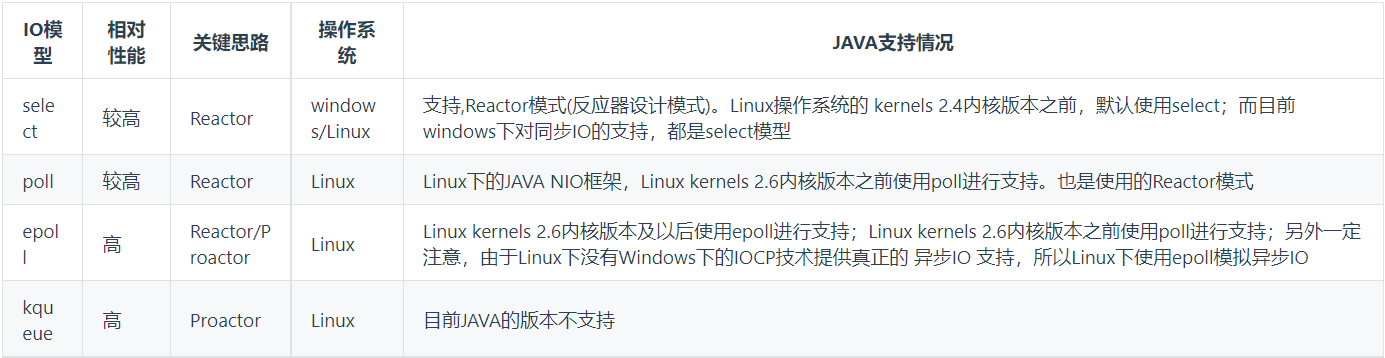 IO模型
相对性能
关键思路
操作系统
JAVA支持情况
select
较高
Reactor
windows/Linux
支持,Reactor模式(反应器设计模式)。Linux操作系统的 kernels 2.4内核版本之前，默认使用select；而目前
windows下对同步IO的支持，都是select模型
poll
较高
Reactor
Linux
Linux下的JAVA NIO框架，Linux kernels 2.6内核版本之前使用poll进行支持。也是使用的Reactor模式
epoll
高
Reactor/Proactor
Linux
Linux kernels 2.6内核版本及以后使用epoll进行支持；Linux kernels 2.6内核版本之前使用poll进行支持；另外一定
注意，由于Linux下没有Windows下的IOCP技术提供真正的 异步IO 支持，所以Linux下使用epoll模拟异步IO
kqueue
高
Proactor
Linux
目前JAVA的版本不支持